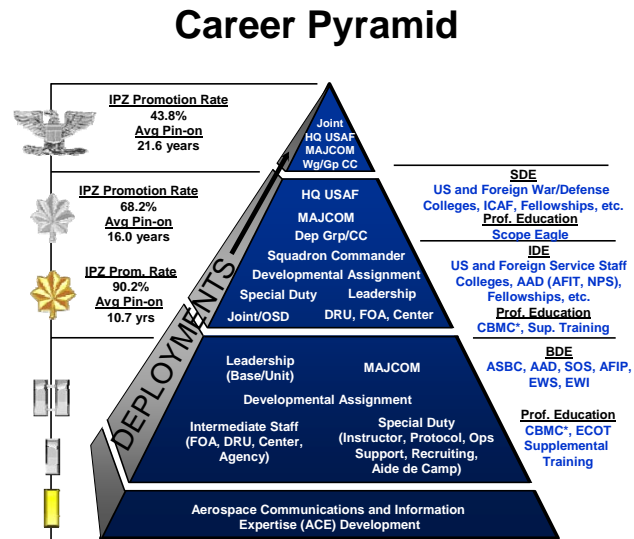 Career Pyramid
IPZ Promotion Rate
43.8%
Avg Pin-on
21.6 years
IPZ Promotion Rate
68.2%
Avg Pin-on
16.0 years
IPZ Prom. Rate
90.2%
Avg Pin-on
10.7 yrs
DEPLOYMENTS
Joint
HQ USAF
MAJCOM
Wg/Gp CC
HQ USAF
MAJCOM
Dep Grp/CC
Squadron Commander
Developmental Assignment
Special Duty Leadership
Joint/OSD DRU, FOA, Center
Leadership
(Base/Unit)
MAJCOM
Developmental Assignment
Intermediate Staff
(FOA, DRU, Center,
Agency)
Special Duty
(Instructor, Protocol, Ops
Support, Recruiting,
Aide de Camp)
Aerospace Communications and Information
Expertise (ACE) Development
SDE
US and Foreign War/Defense
Colleges, ICAF, Fellowships, etc.
Prof. Education
Scope Eagle
IDE
US and Foreign Service Staff
Colleges, AAD (AFIT, NPS),
Fellowships, etc.
Prof. Education
CBMC*, Sup. Training
BDE
ASBC, AAD, SOS, AFIP,
EWS, EWI
Prof. Education
CBMC*, ECOT
Supplemental
Training